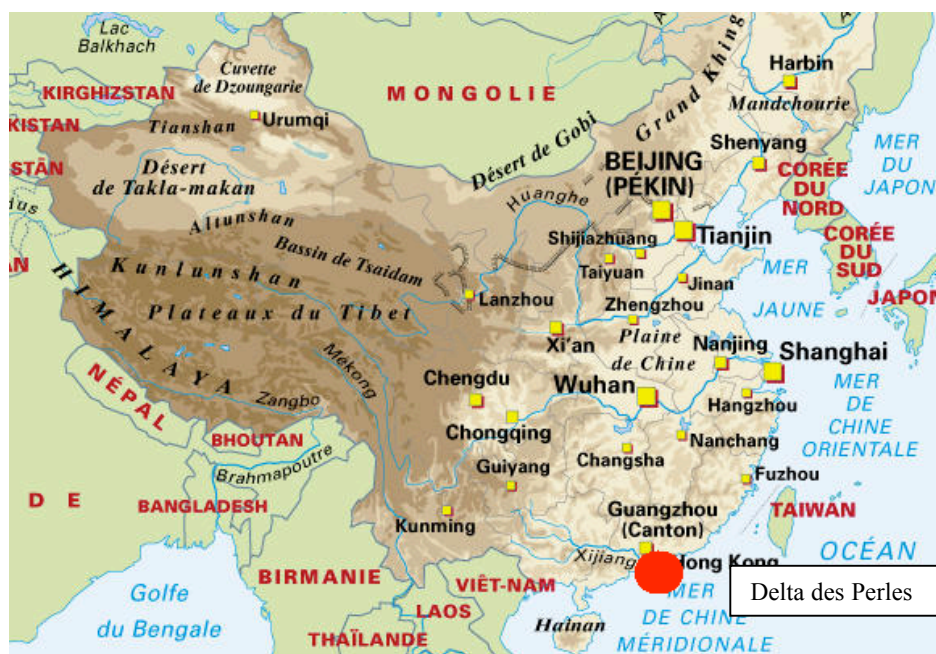 Lac
Balkhach
Cuvette
de Dzoungarie
KIRGHIZSTAN
KISTAN
STÂN
Tianshan
Urumqi
MONGOLIE
Grand Khing
Harbin
Mandchourie
Shenyang
MER
DU
JAPON
Désert
de Takla-makan
Désert de Gobi
BEIJING
(PÉKIN)
CORÉE
DU
NORD
Huanghe
Altunshan
Bassin de Tsaidam
Shijiazhuang
Tianjin
CORÉE
DU
SUD
dus
AN
Kunlunshan
Taiyuan
Jinan
MER
JAUNE
JAPON
Lanzhou
Zhengzhou
HIMALAYA
Plateaux du Tibet
Xi'an
Plaine
de Chine
Nanjing
Shanghai
Mékong
Chengdu
Wuhan
Hangzhou
MER
DE
CHINE
ORIENTALE
NÉPAL
Zangbo
Chongqing
BHOUTAN
Guiyang
Changsha
Nanchang
Brahmapoutre
Fuzhou
DE
BANGLADESH
Kunming
Guangzhou
(Canton)
TAIWAN
Xijiang
Hong Kong
OCÉAN
BIRMANIE
VIÊT-NAM
Golfe
du Bengale
LAOS
MER
DE CHINE
MÉRIDIONALE
Delta des Perles
THAÏLANDE
Hainan